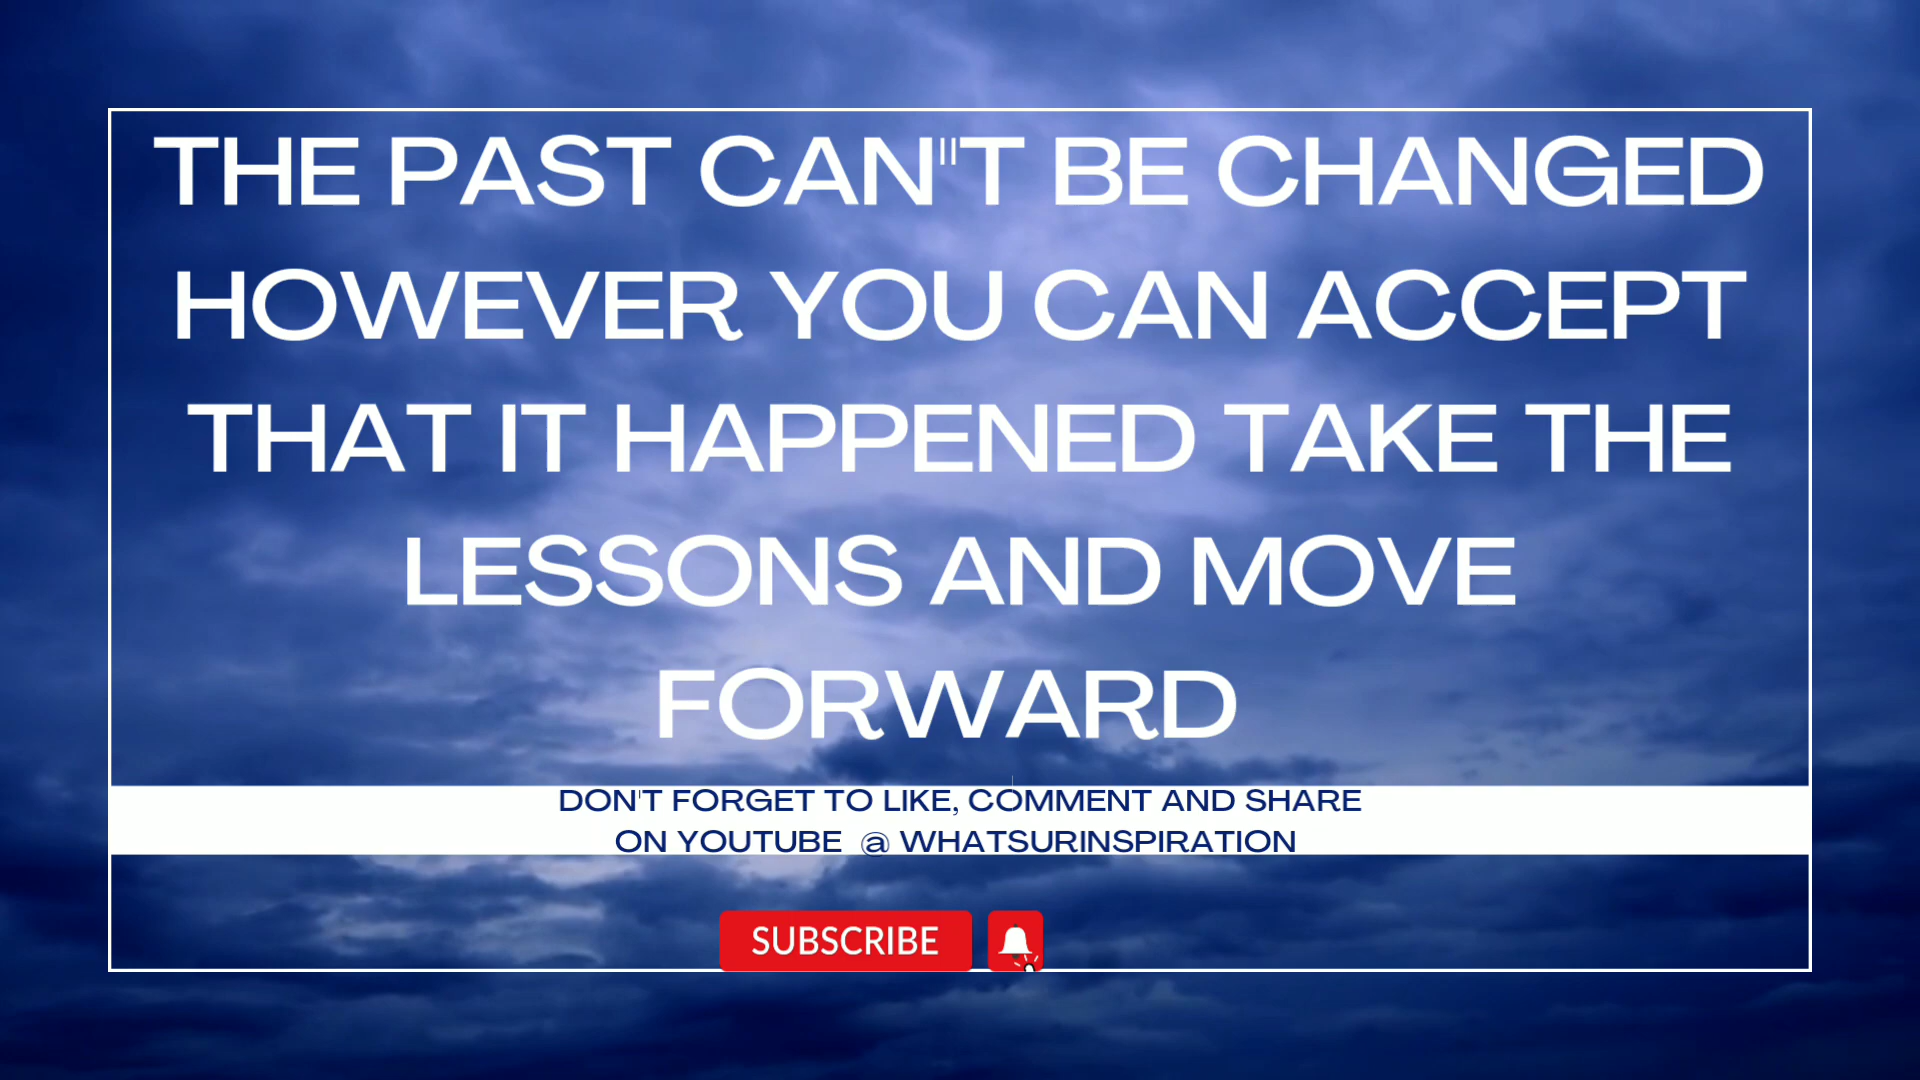 THE PAST CAN"T BE CHANGED
HOWEVER YOU CAN ACCEPT
THAT IT HAPPENED TAKE THE
LESSONS AND MOVE
FORWARD
DON'T FORGET TO LIKE, COMMENT AND SHARE
ON YOUTUBE @ WHATSURINSPIRATION
SUBSCRIBE